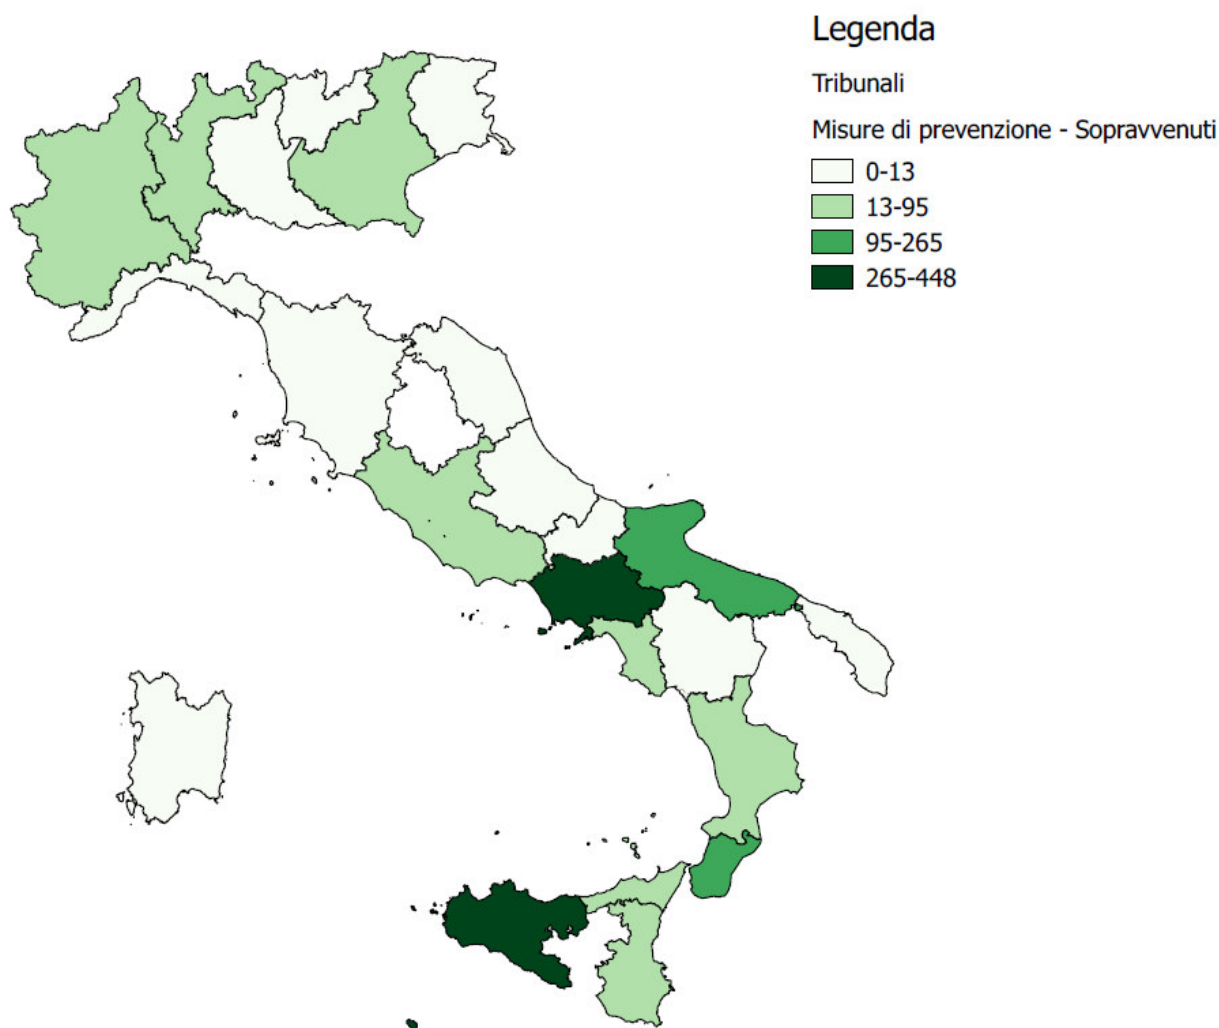 Legenda
Tribunali
Misure di prevenzione - Sopravvenuti
0-13
13-95
95-265
265-448